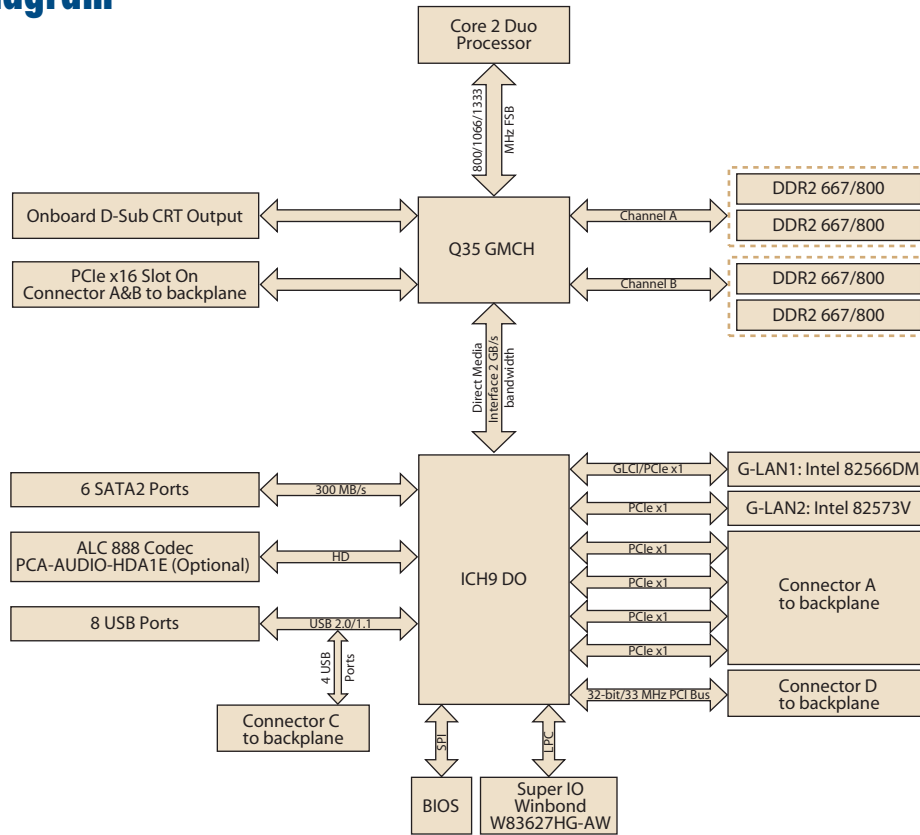 Core 2 Duo
Processor
800/1066/1333
MHz FSB
Onboard D-Sub CRT Output
PCIe x16 Slot On
Connector A&B to backplane
Q35 GMCH
Channel A
Channel B
DDR2 667/800
DDR2 667/800
DDR2 667/800
DDR2 667/800
Direct Media
Interface 2 GB/s
bandwidth
6 SATA2 Ports
300 MB/s
ALC 888 Codec
PCA-AUDIO-HDA1E (Optional)
HD
8 USB Ports
USB 2.0/1.1
4 USB
Ports
Connector C
to backplane
ICH9 DO
GLCI/PCIe x1
G-LAN1: Intel 82566DM
PCIe x1
G-LAN2: Intel 82573V
PCIe x1
PCIe x1
PCIe x1
PCIe x1
Connector A
to backplane
32-bit/33 MHz PCI Bus
Connector D
to backplane
SPI
LPC
BIOS
Super IO
Winbond
W83627HG-AW